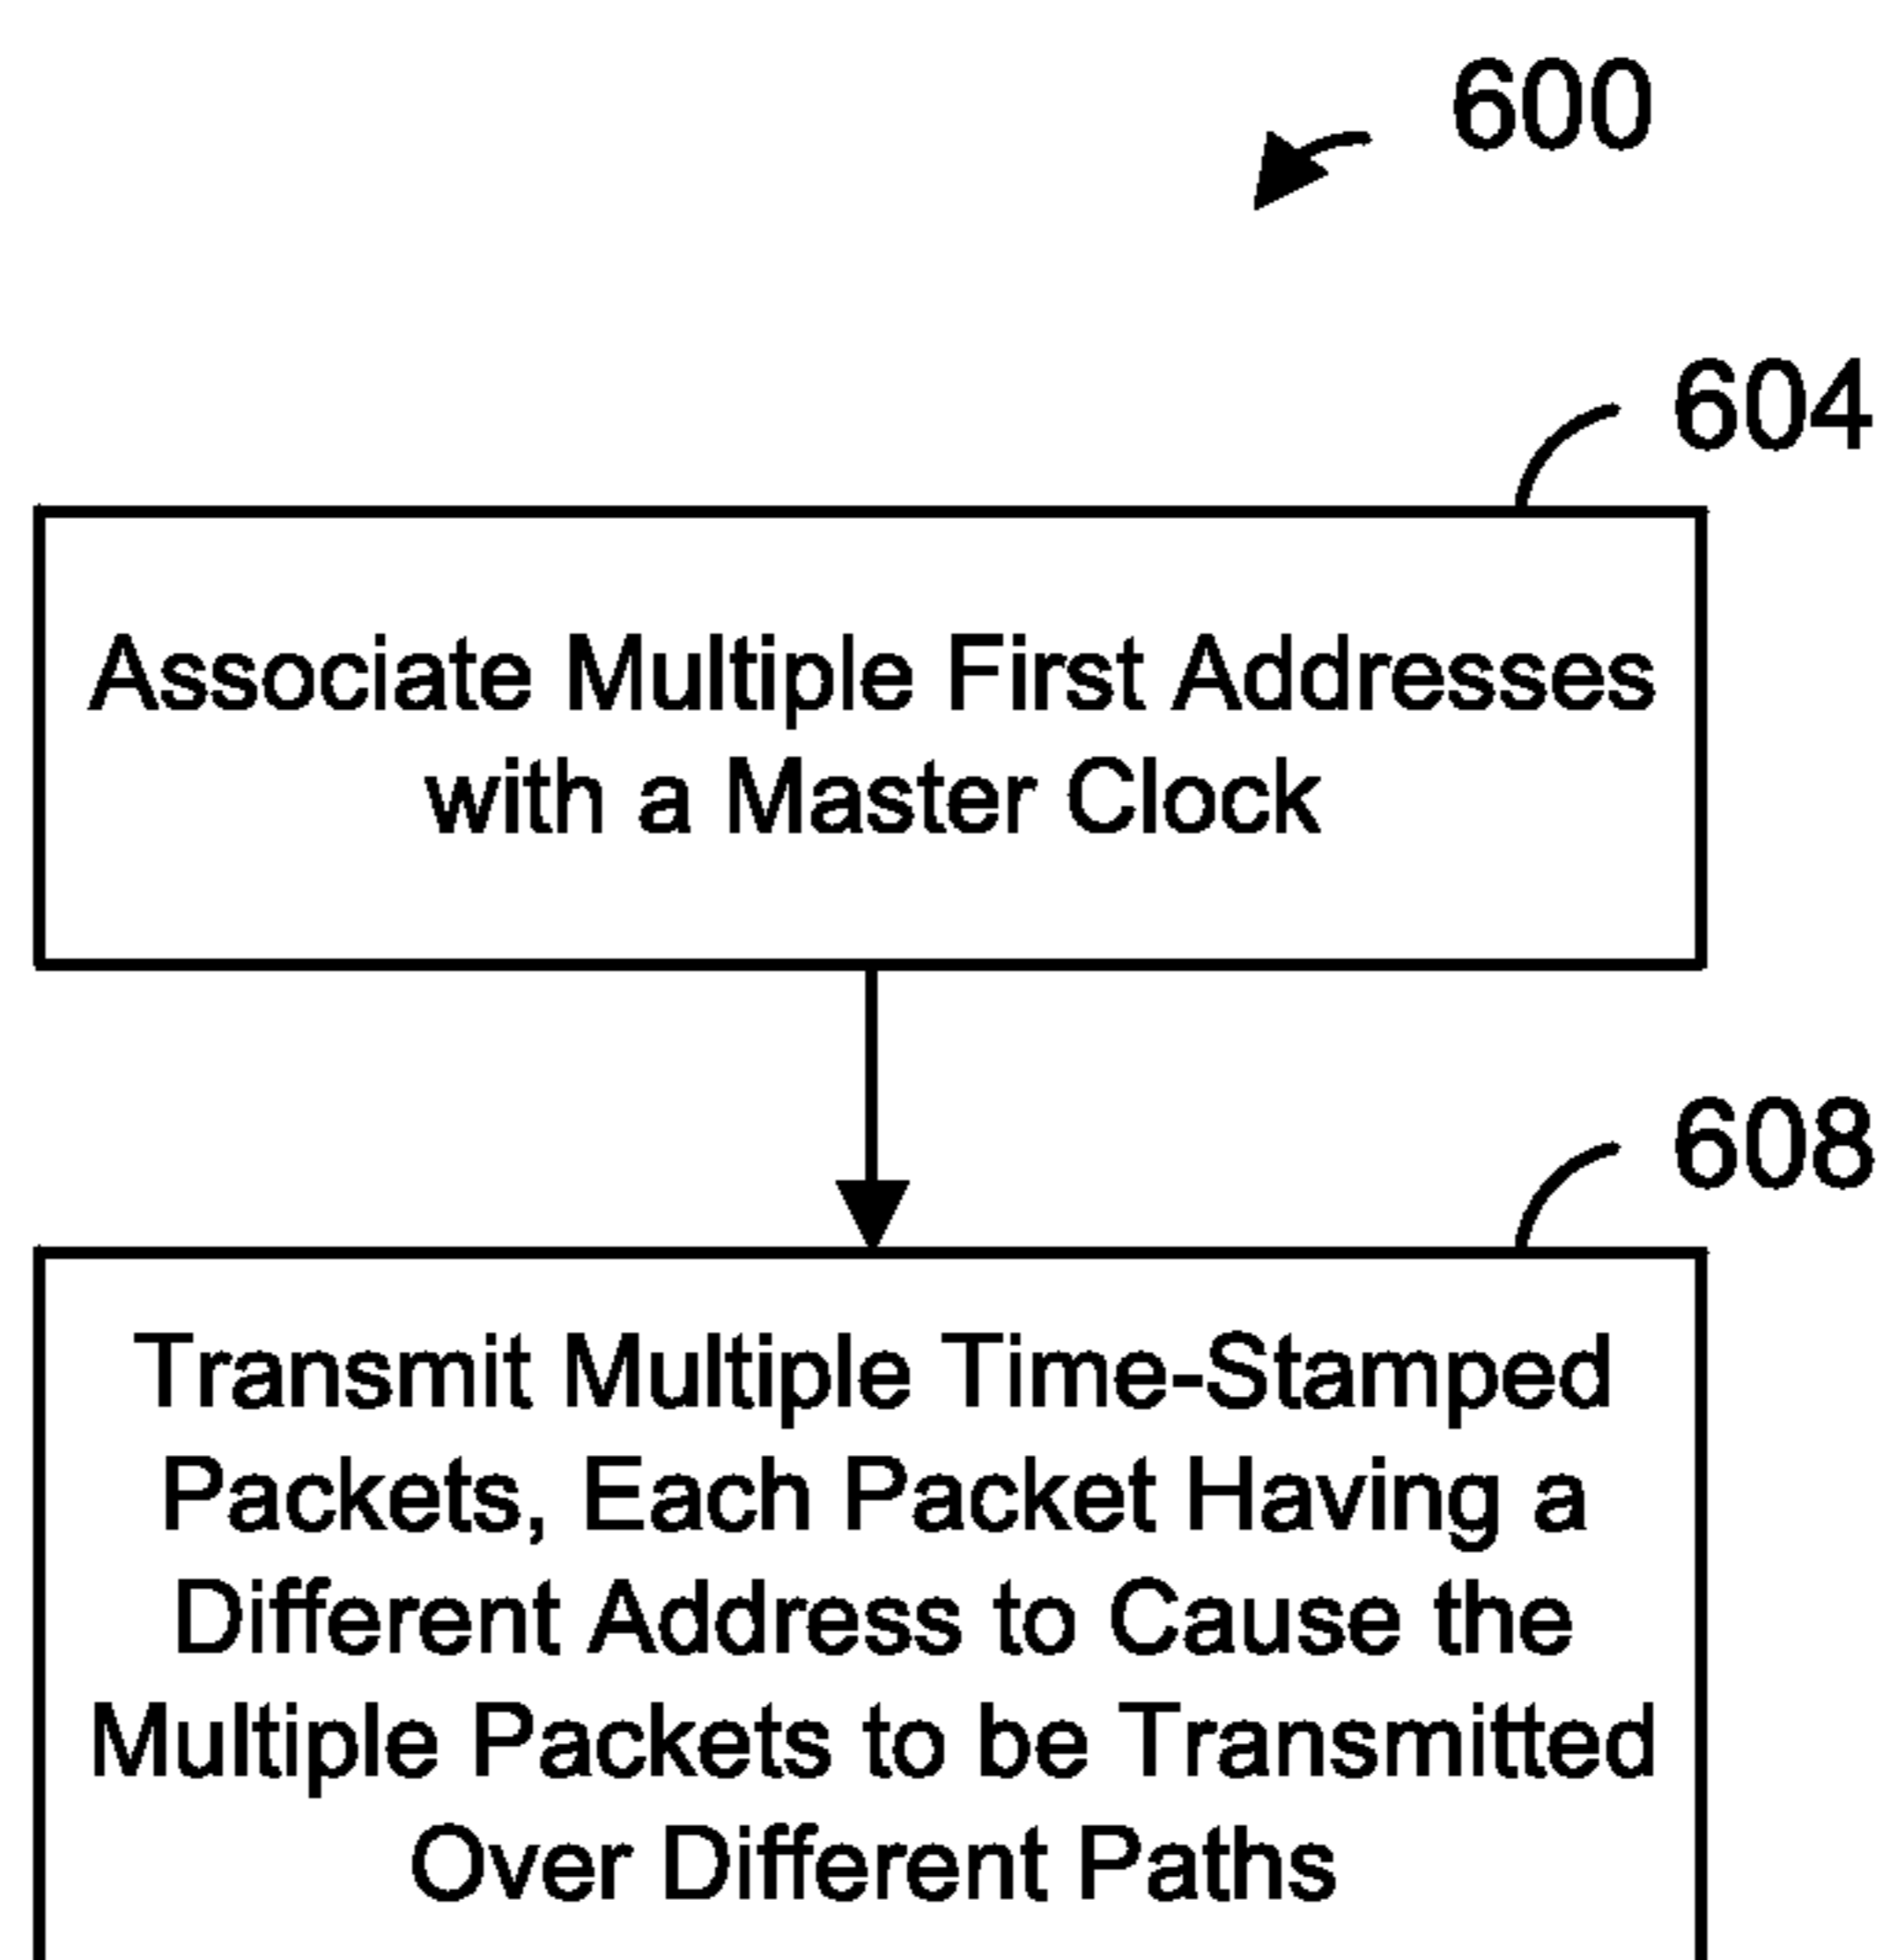 600
604
Associate Multiple First Addresses
with a Master Clock
608
Transmit Multiple Time-Stamped
Packets, Each Packet Having a
Different Address to Cause the
Multiple Packets to be Transmitted
Over Different Paths